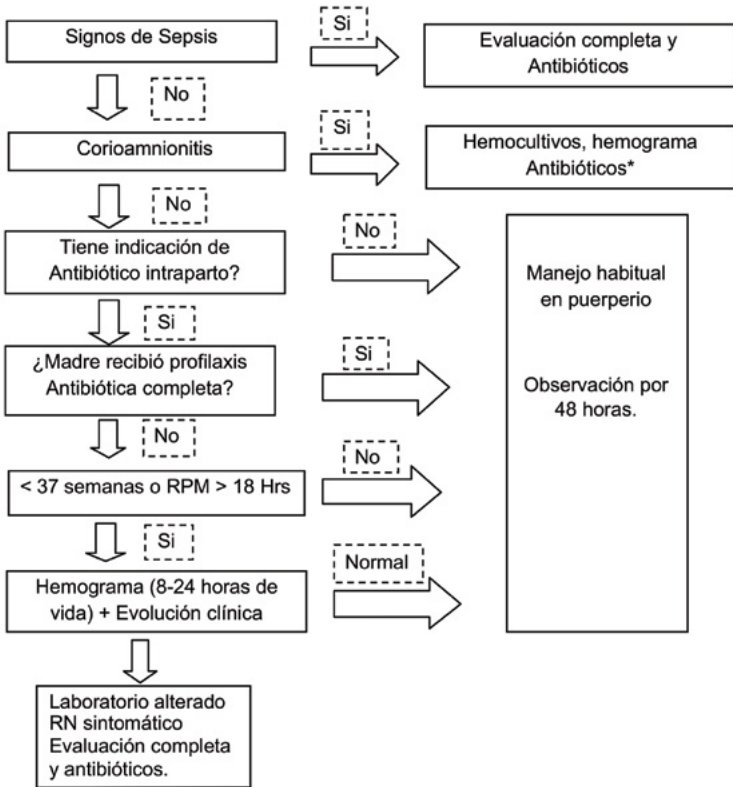 Signos de Sepsis
Si
Evaluación completa y
Antibióticos
No
Corioamnionitis
Si
Hemocultivos, hemograma
Antibióticos*
No
Tiene indicación de
Antibiótico intraparto?
No
Manejo habitual
en puerperio
Observación por
48 horas.
Si
¿Madre recibió profilaxis
Antibiótica completa?
Si
No
< 37 semanas o RPM > 18 Hrs
No
Si
Hemograma (8-24 horas de
vida) + Evolución clínica
Normal
Laboratorio alterado
RN sintomático
Evaluación completa
y antibióticos.